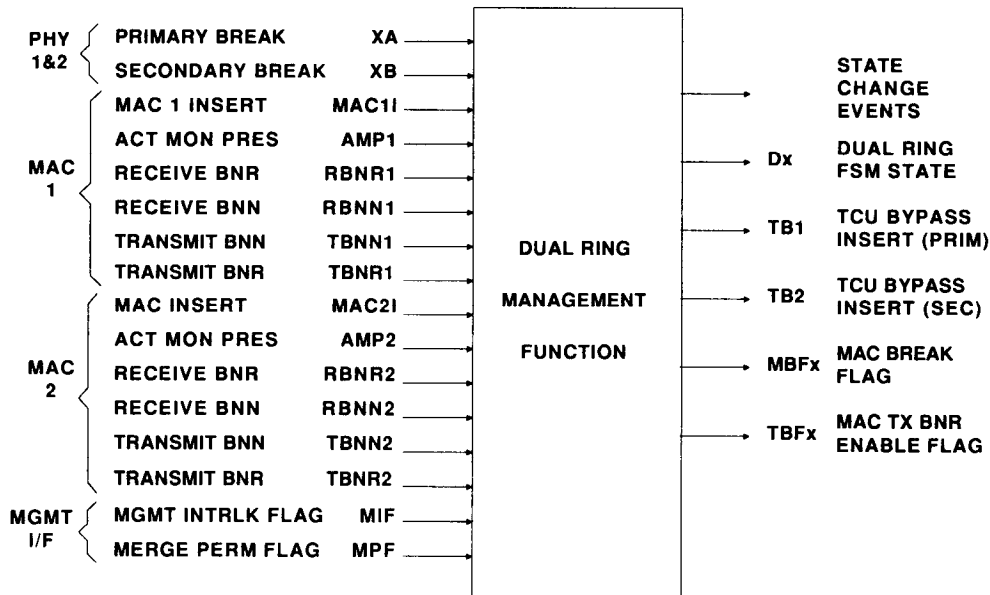 PHY
1&2
PRIMARY BREAK XA
SECONDARY BREAK XB
MAC
1
MAC 1 INSERT MAC1I
ACT MON PRES AMP1
RECEIVE BNR RBNR1
RECEIVE BNN RBNN1
TRANSMIT BNN TBNN1
TRANSMIT BNR TBNR1
MAC
2
MAC INSERT MAC2I
ACT MON PRES AMP2
RECEIVE BNR RBNR2
RECEIVE BNN RBNN2
TRANSMIT BNN TBNN2
TRANSMIT BNR TBNR2
MGMT
I/F
MGMT INTRLK FLAG MIF
MERGE PERM FLAG MPF
DUAL RING
MANAGEMENT
FUNCTION
STATE
CHANGE
EVENTS
Dx DUAL RING
FSM STATE
TB1 TCU BYPASS
INSERT (PRIM)
TB2 TCU BYPASS
INSERT (SEC)
MBFx MAC BREAK
FLAG
TBFx MAC TX BNR
ENABLE FLAG